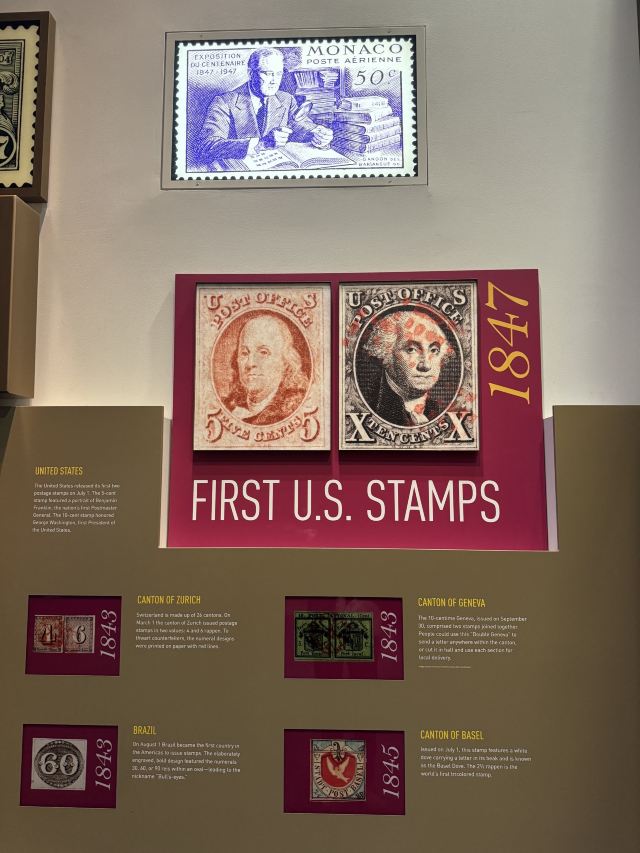 EXPOSITION
DU CENTENAIRE
1847-1947
MONACO
POSTE AÉRIENNE
50c
GANDON DEL
U S
POST OFFICE
5 FIVE CENTS 5
U S
POST OFFICE
X TEN CENTS X
1847
FIRST U.S. STAMPS
UNITED STATES
The United States released its first two
postage stamps on July 1. The 5-cent
stamp featured a portrait of Benjamin
Franklin, the nation's first Postmaster
General. The 10-cent stamp honored
George Washington, first President of
the United States.
CANTON OF ZURICH
Switzerland is made up of 26 cantons. On
March 1 the canton of Zurich issued postage
stamps in two values: 4 and 6 rappen. To
thwart counterfeiters, the numeral designs
were printed on paper with red lines.
4 6
1843
CANTON OF GENEVA
The 10-centime Geneva, issued on September
30, comprised two stamps joined together.
People could use this "Double Geneva" to
send a letter anywhere within the canton,
or cut it in half and use each section for
local delivery.
1843
BRAZIL
On August 1 Brazil became the first country in
the Americas to issue stamps. The elaborately
engraved, bold design featured the numerals
30, 60, or 90 reis within an oval—leading to the
nickname "Bull's-eyes."
60
1843
CANTON OF BASEL
Issued on July 1, this stamp features a white
dove carrying a letter in its beak and is known
as the Basel Dove. The 2½ rappen is the
world's first tricolored stamp.
1845